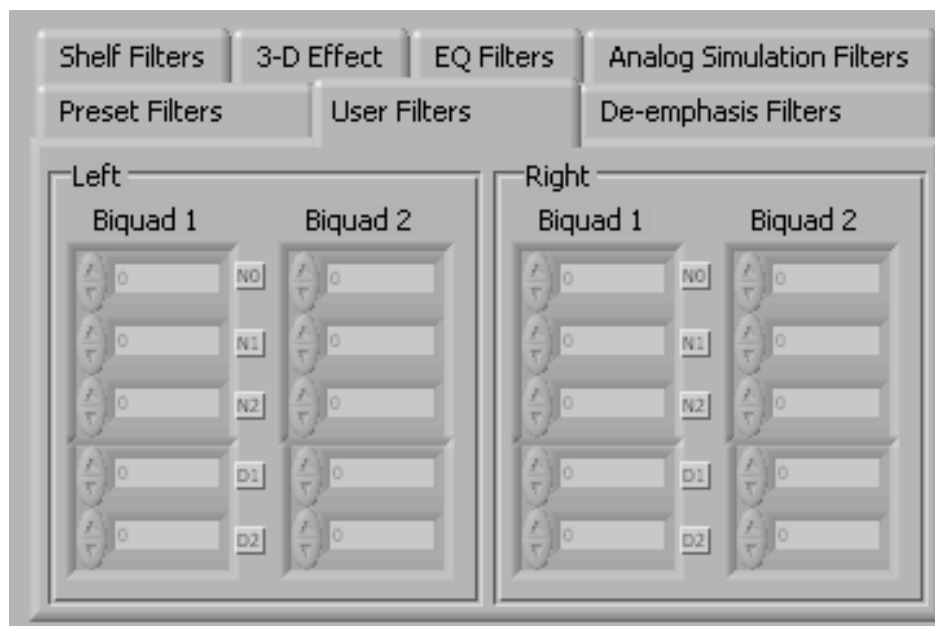 Shelf Filters 3-D Effect EQ Filters Analog Simulation Filters
Preset Filters User Filters De-emphasis Filters
Left Right
Biquad 1 Biquad 2 Biquad 1 Biquad 2
0 N0 0 0 N0 0
0 N1 0 0 N1 0
0 N2 0 0 N2 0
0 D1 0 0 D1 0
0 D2 0 0 D2 0